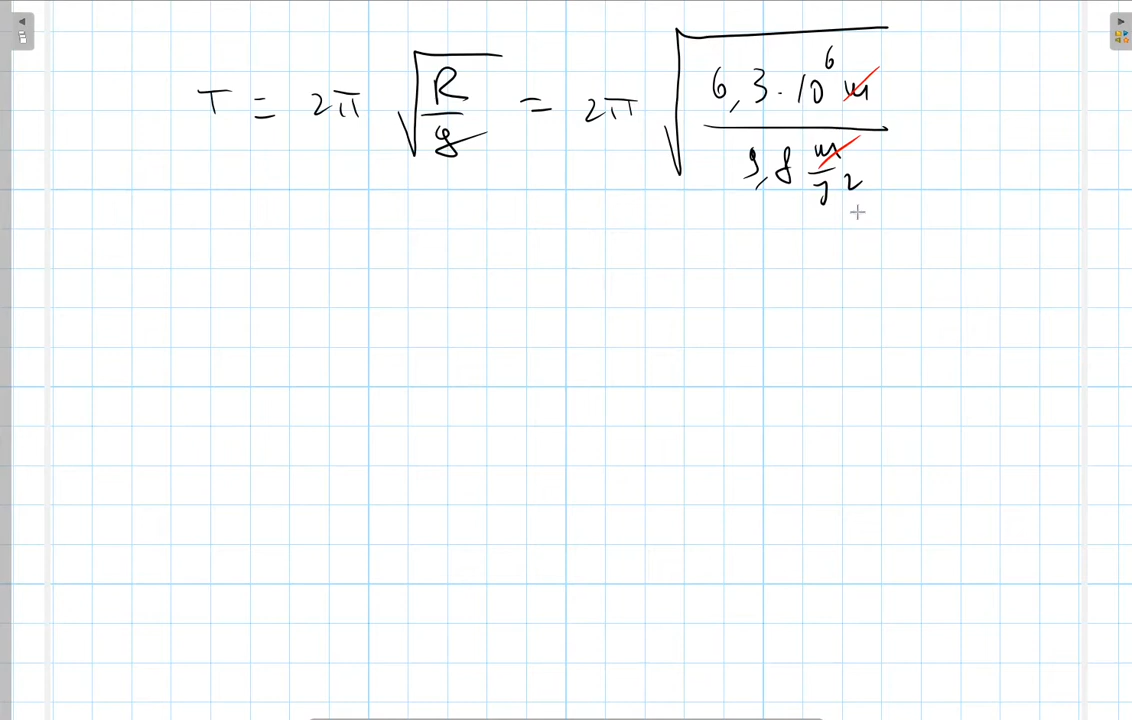 T = 2π √(R/g) = 2π √(6,3 · 10⁶ m / 9,8 m/s²)